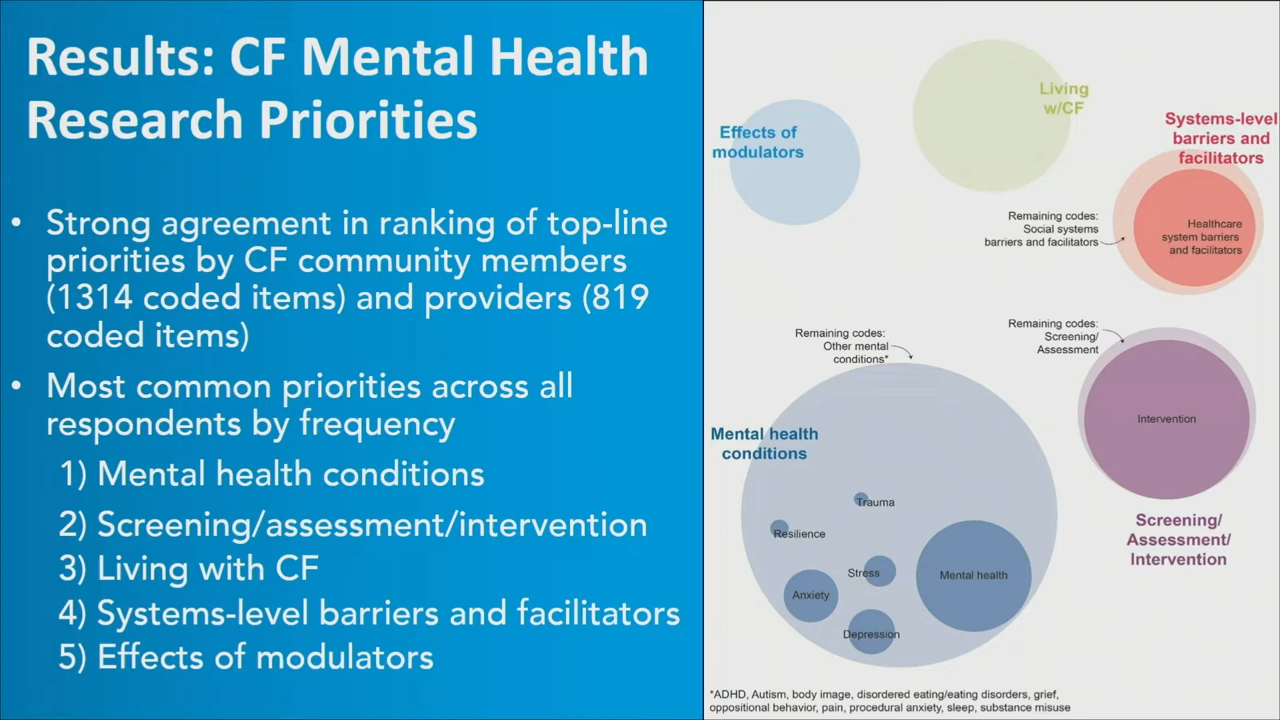 Results: CF Mental Health
Research Priorities
• Strong agreement in ranking of top-line
priorities by CF community members
(1314 coded items) and providers (819
coded items)
• Most common priorities across all
respondents by frequency
1) Mental health conditions
2) Screening/assessment/intervention
3) Living with CF
4) Systems-level barriers and facilitators
5) Effects of modulators
Effects of
modulators
Living
w/CF
Systems-level
barriers and
facilitators
Remaining codes:
Social systems
barriers and facilitators
Healthcare
system barriers
and facilitators
Remaining codes:
Other mental
conditions*
Remaining codes:
Screening/
Assessment
Intervention
Mental health
conditions
Trauma
Resilience
Stress
Mental health
Anxiety
Depression
Screening/
Assessment/
Intervention
*ADHD, Autism, body image, disordered eating/eating disorders, grief,
oppositional behavior, pain, procedural anxiety, sleep, substance misuse